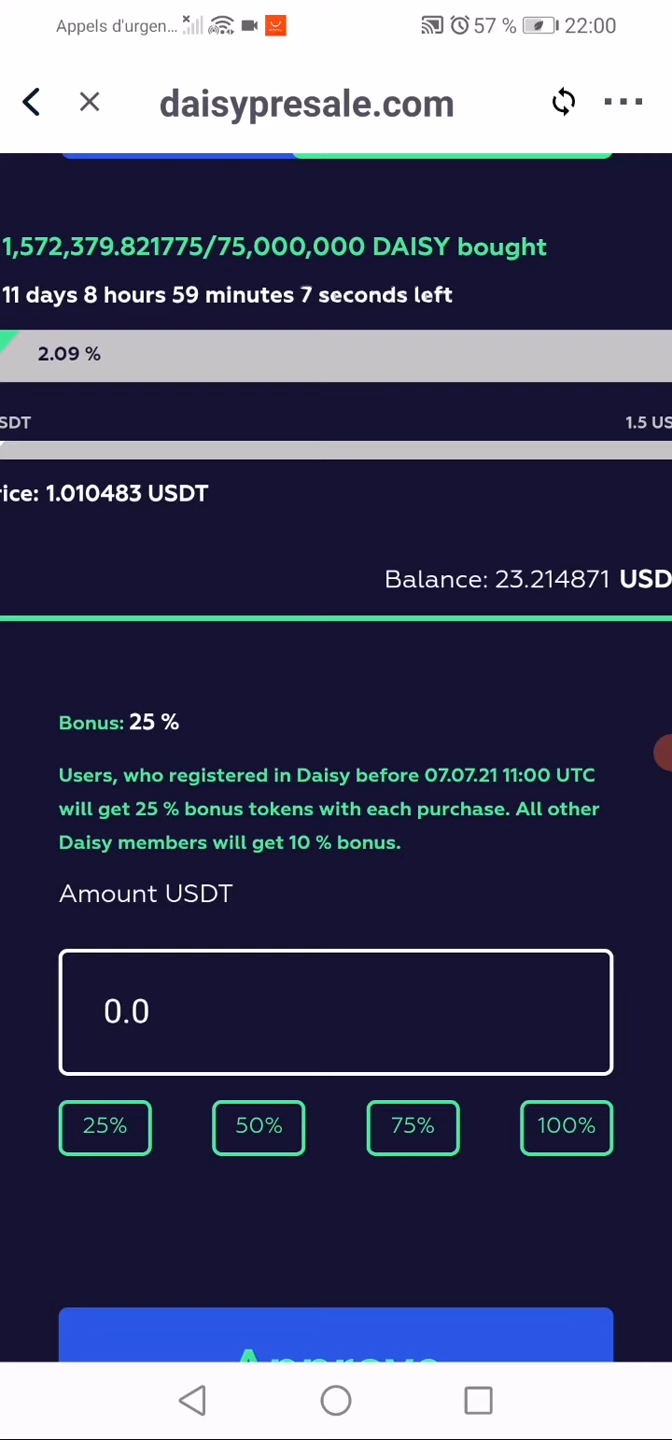 Appels d'urgen... 57 % 22:00
daisypresale.com
1,572,379.821775/75,000,000 DAISY bought
11 days 8 hours 59 minutes 7 seconds left
2.09 %
SDT 1.5 US
rice: 1.010483 USDT
Balance: 23.214871 USD
Bonus: 25 %
Users, who registered in Daisy before 07.07.21 11:00 UTC
will get 25 % bonus tokens with each purchase. All other
Daisy members will get 10 % bonus.
Amount USDT
0.0
25% 50% 75% 100%
Approve